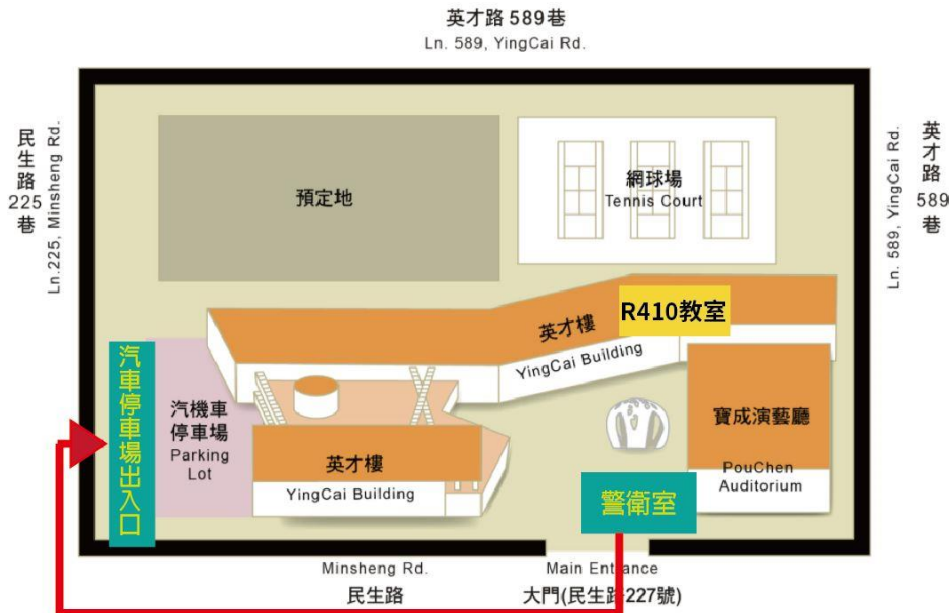 英才路 589巷
Ln. 589, YingCai Rd.
民生路225巷
Ln.225, Minsheng Rd.
英才路589巷
Ln. 589, YingCai Rd.
預定地
網球場
Tennis Court
R410教室
英才樓
YingCai Building
汽車停車場出入口
汽機車
停車場
Parking
Lot
英才樓
YingCai Building
寶成演藝廳
PouChen
Auditorium
警衛室
Minsheng Rd.
民生路
Main Entrance
大門(民生路227號)